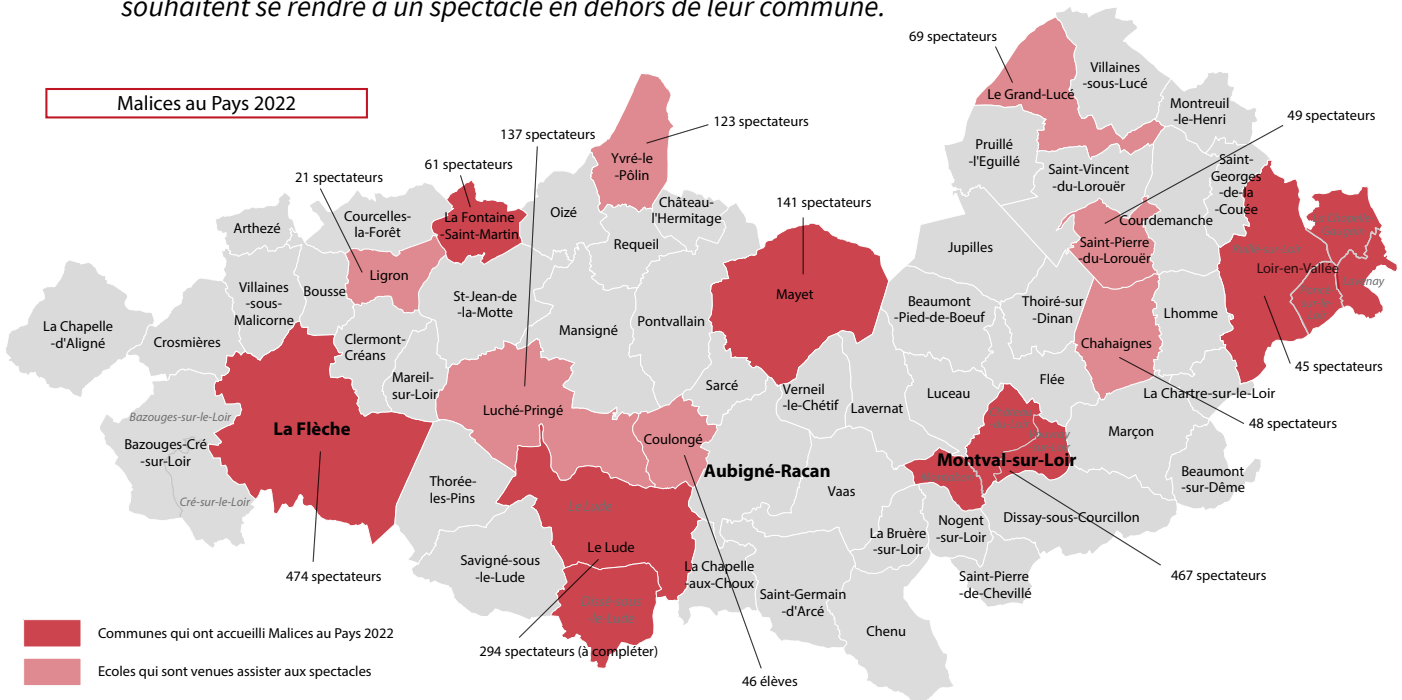 souhaitent se rendre à un spectacle en dehors de leur commune.
Malices au Pays 2022
69 spectateurs
Villaines
-sous-Lucé
Le Grand-Lucé
Montreuil
-le-Henri
49 spectateurs
137 spectateurs
123 spectateurs
Pruillé
-l'Eguillé
61 spectateurs
Yvré-le
-Pôlin
Saint-Vincent
-du-Lorouër
Saint-
Georges
-de-la
-Couée
21 spectateurs
Oizé
Château-
l'Hermitage
141 spectateurs
Arthezé
Courcelles-
la-Forêt
La Fontaine
-Saint-Martin
Requeil
Courdemanche
Jupilles
Saint-Pierre
-du-Lorouër
Ligron
Loir-en-Vallée
Villaines
-sous-
Malicorne
Bousse
St-Jean-de
-la-Motte
Mayet
Beaumont
-Pied-de-Boeuf
Thoiré-sur
-Dinan
Lhomme
La Chapelle
-d'Aligné
Crosmières
Clermont-
Créans
Mansigné
Pontvallain
Chahaignes
45 spectateurs
Mareil-
sur-Loir
Sarcé
Verneil
-le-Chétif
Lavernat
Luceau
Flée
La Chartre-sur-le-Loir
Bazouges-sur-le-Loir
Luché-Pringé
48 spectateurs
La Flèche
Coulongé
Marçon
Bazouges-Cré
-sur-Loir
Aubigné-Racan
Montval-sur-Loir
Beaumont
-sur-Dême
Thorée-
les-Pins
Vaas
Cré-sur-le-Loir
Le Lude
Dissay-sous-Courcillon
Nogent
-sur-Loir
La Bruère
-sur-Loir
Le Lude
Savigné-sous
-le-Lude
La Chapelle
-aux-Choux
474 spectateurs
467 spectateurs
Saint-Pierre
-de-Chevillé
Saint-Germain
-d'Arcé
Chenu
Communes qui ont accueilli Malices au Pays 2022
294 spectateurs (à compléter)
Ecoles qui sont venues assister aux spectacles
46 élèves